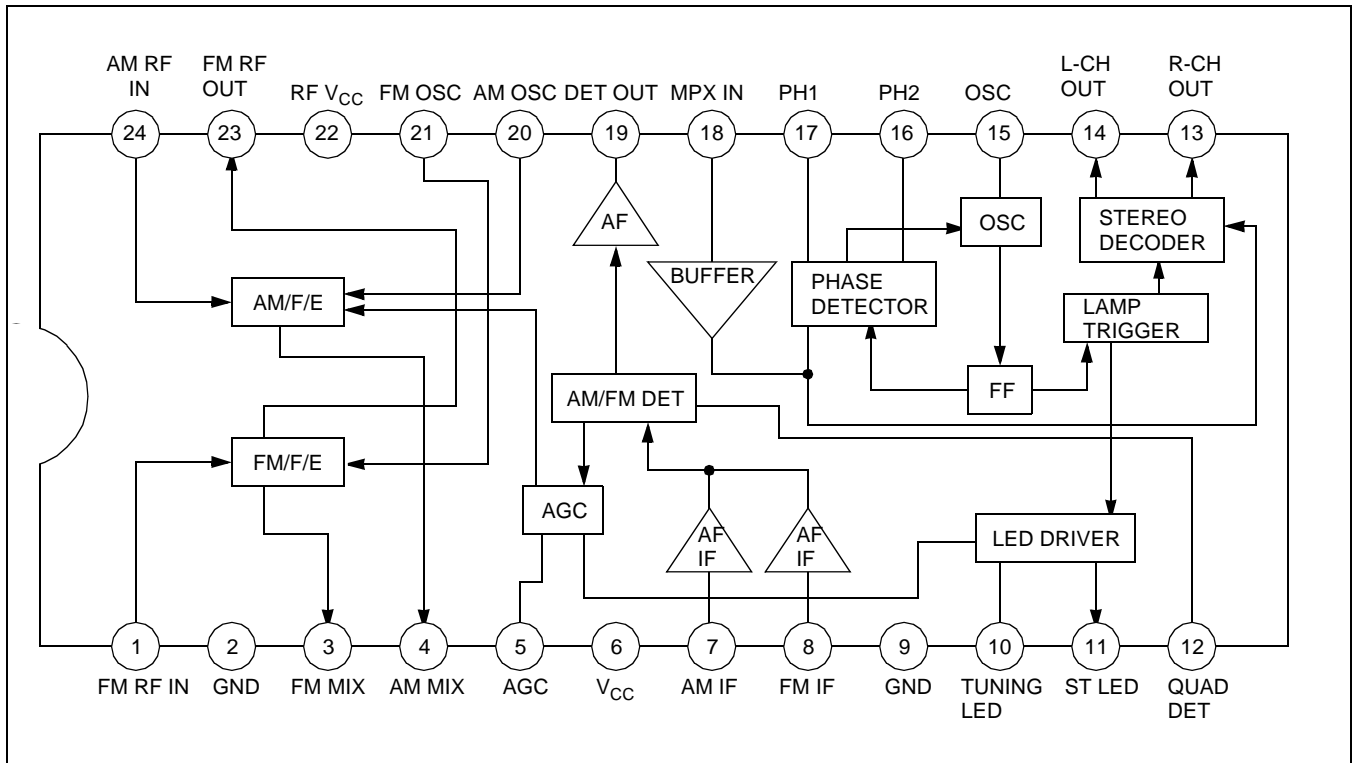 AM RF
IN
FM RF
OUT
RF VCC
FM OSC
AM OSC
DET OUT
MPX IN
PH1
PH2
OSC
L-CH
OUT
R-CH
OUT
24
23
22
21
20
19
18
17
16
15
14
13
AF
BUFFER
PHASE
DETECTOR
OSC
STEREO
DECODER
AM/F/E
LAMP
TRIGGER
AM/FM DET
FF
FM/F/E
AGC
AF
IF
AF
IF
LED DRIVER
1
2
3
4
5
6
7
8
9
10
11
12
FM RF IN
GND
FM MIX
AM MIX
AGC
VCC
AM IF
FM IF
GND
TUNING
LED
ST LED
QUAD
DET